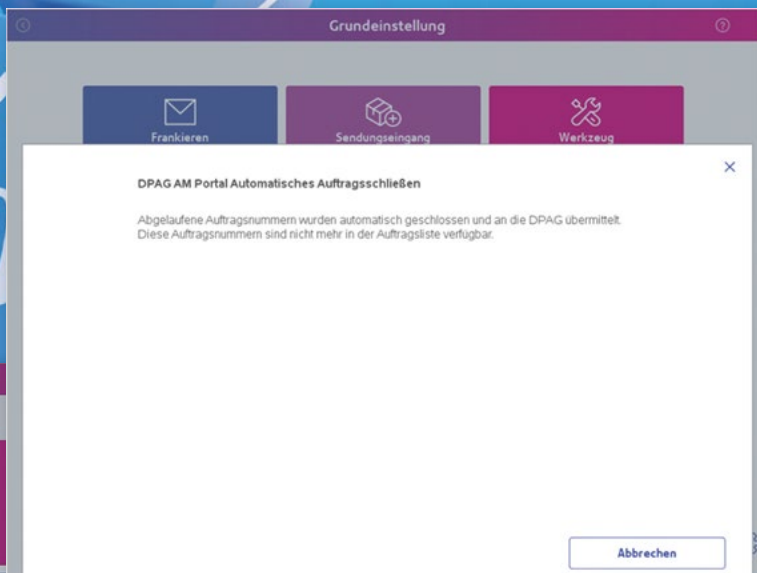 Grundeinstellung
Frankieren
Sendungseingang
Werkzeug
DPAG AM Portal Automatisches Auftragsschließen
Abgelaufene Auftragsnummern wurden automatisch geschlossen und an die DPAG übermittelt.
Diese Auftragsnummern sind nicht mehr in der Auftragsliste verfügbar.
Abbrechen